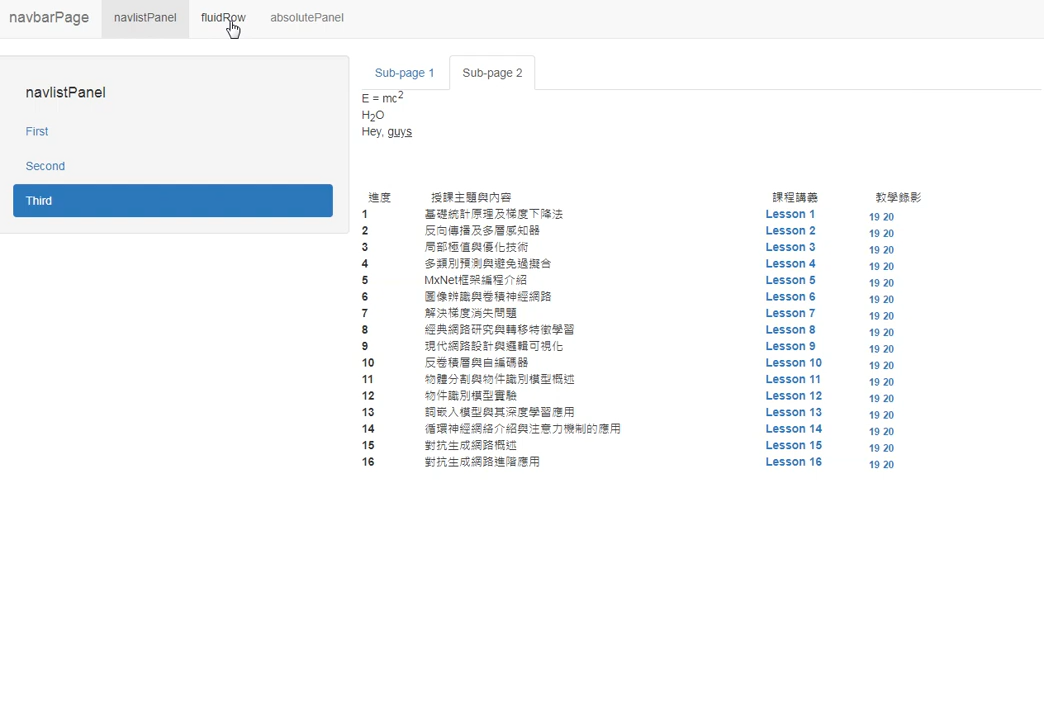 navbarPage navlistPanel fluidRow absolutePanel
navlistPanel
First
Second
Third
Sub-page 1 Sub-page 2
E = mc2
H2O
Hey, guys
進度 授課主題與內容 課程講義 教學錄影
1 基礎統計原理及梯度下降法 Lesson 1 19 20
2 反向傳播及多層感知器 Lesson 2 19 20
3 局部極值與優化技術 Lesson 3 19 20
4 多類別預測與避免過擬合 Lesson 4 19 20
5 MxNet框架編程介紹 Lesson 5 19 20
6 圖像辨識與卷積神經網路 Lesson 6 19 20
7 解決梯度消失問題 Lesson 7 19 20
8 經典網路研究與轉移特徵學習 Lesson 8 19 20
9 現代網路設計與邏輯可視化 Lesson 9 19 20
10 反卷積層與自編碼器 Lesson 10 19 20
11 物體分割與物件識別模型概述 Lesson 11 19 20
12 物件識別模型實驗 Lesson 12 19 20
13 詞嵌入模型與其深度學習應用 Lesson 13 19 20
14 循環神經網絡介紹與注意力機制的應用 Lesson 14 19 20
15 對抗生成網路概述 Lesson 15 19 20
16 對抗生成網路進階應用 Lesson 16 19 20